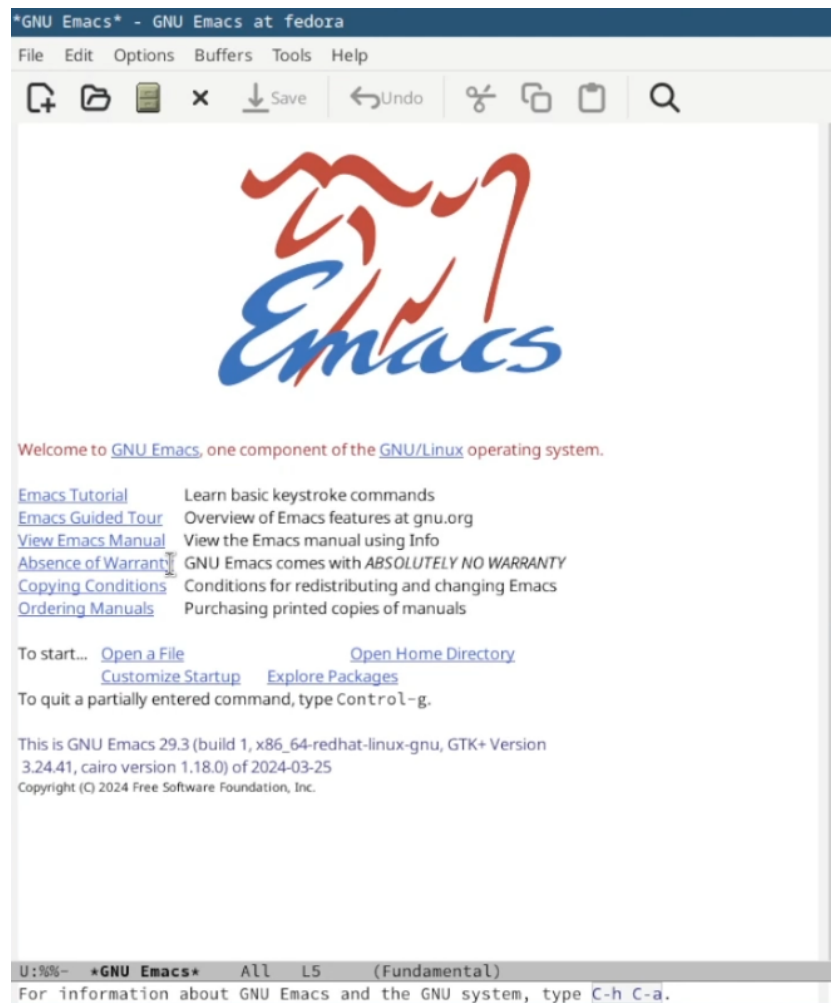 *GNU Emacs* - GNU Emacs at fedora
File Edit Options Buffers Tools Help
Save Undo
Emacs
Welcome to GNU Emacs, one component of the GNU/Linux operating system.
Emacs Tutorial Learn basic keystroke commands
Emacs Guided Tour Overview of Emacs features at gnu.org
View Emacs Manual View the Emacs manual using Info
Absence of Warranty GNU Emacs comes with ABSOLUTELY NO WARRANTY
Copying Conditions Conditions for redistributing and changing Emacs
Ordering Manuals Purchasing printed copies of manuals
To start... Open a File Open Home Directory
Customize Startup Explore Packages
To quit a partially entered command, type Control-g.
This is GNU Emacs 29.3 (build 1, x86_64-redhat-linux-gnu, GTK+ Version
3.24.41, cairo version 1.18.0) of 2024-03-25
Copyright (C) 2024 Free Software Foundation, Inc.
U:%%- *GNU Emacs* All L5 (Fundamental)
For information about GNU Emacs and the GNU system, type C-h C-a.